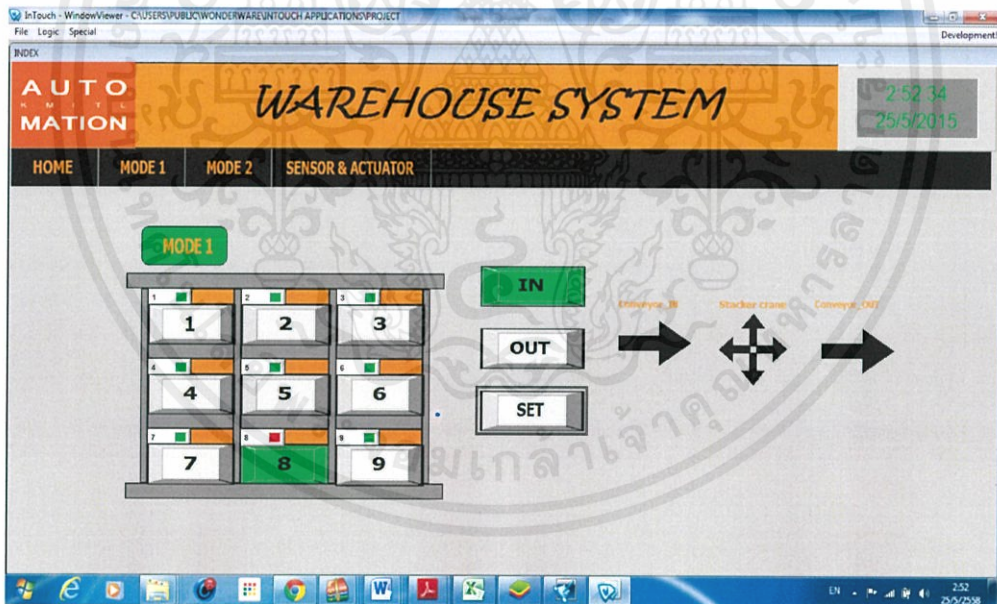 InTouch - WindowViewer - C:\USERS\PUBLIC\WONDERWARE\INTOUCH APPLICATIONS\PROJECT
File Logic Special
Development
INDEX
AUTO
KMITL
MATION
WAREHOUSE SYSTEM
2:52:34
25/5/2015
HOME MODE 1 MODE 2 SENSOR & ACTUATOR
MODE 1
1 2 3
1 2 3
4 5 6
4 5 6
7 8 9
7 8 9
IN
OUT
SET
Conveyor_IN Stacker crane Conveyor_OUT
EN
2:52
25/5/2558